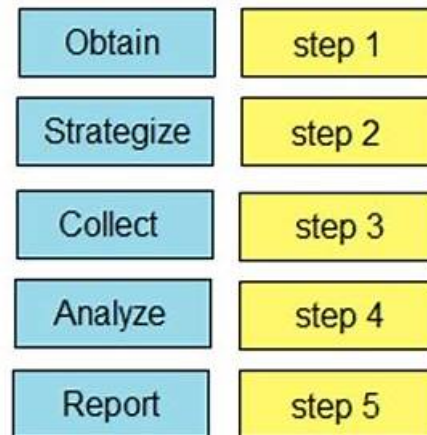 Obtain step 1
Strategize step 2
Collect step 3
Analyze step 4
Report step 5